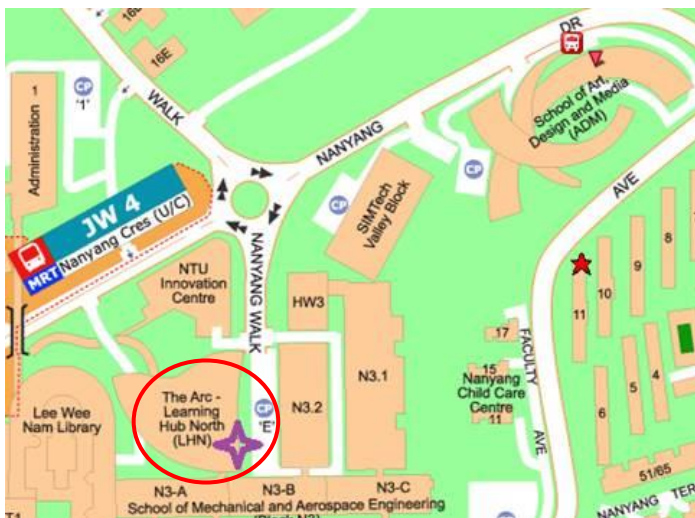 16E
DR
School of Art,
Design and Media
(ADM)
1
CP
'1'
WALK
NANYANG
Administration
CP
CP
SIMTech
Valley Block
AVE
JW 4
Nanyang Cres (U/C)
MRT
NTU
Innovation
Centre
NANYANG WALK
HW3
8
9
10
11
17
FACULTY
AVE
N3.1
15
Nanyang
Child Care
Centre
11
4
5
6
The Arc -
Learning
Hub North
(LHN)
CP
'E'
N3.2
Lee Wee
Nam Library
51/65
N3-A
N3-B
N3-C
School of Mechanical and Aerospace Engineering
NANYANG TER
CP